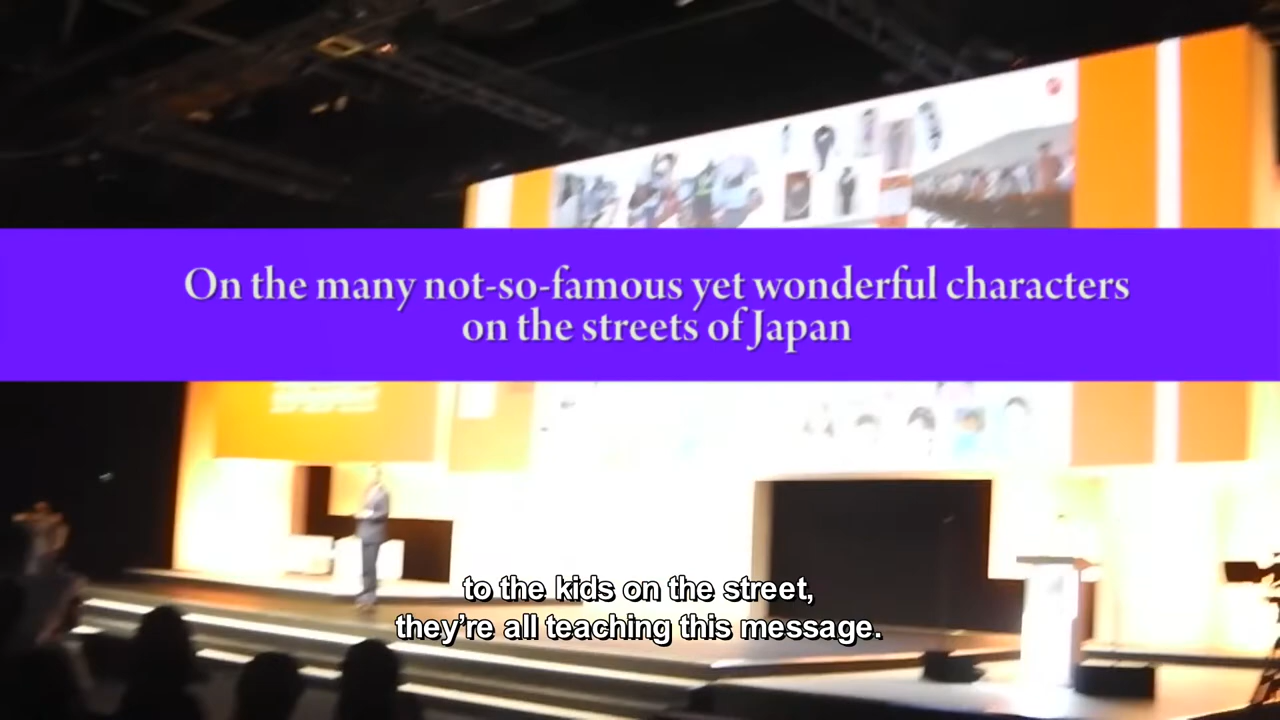 On the many not-so-famous yet wonderful characters
on the streets of Japan
to the kids on the street,
they're all teaching this message.